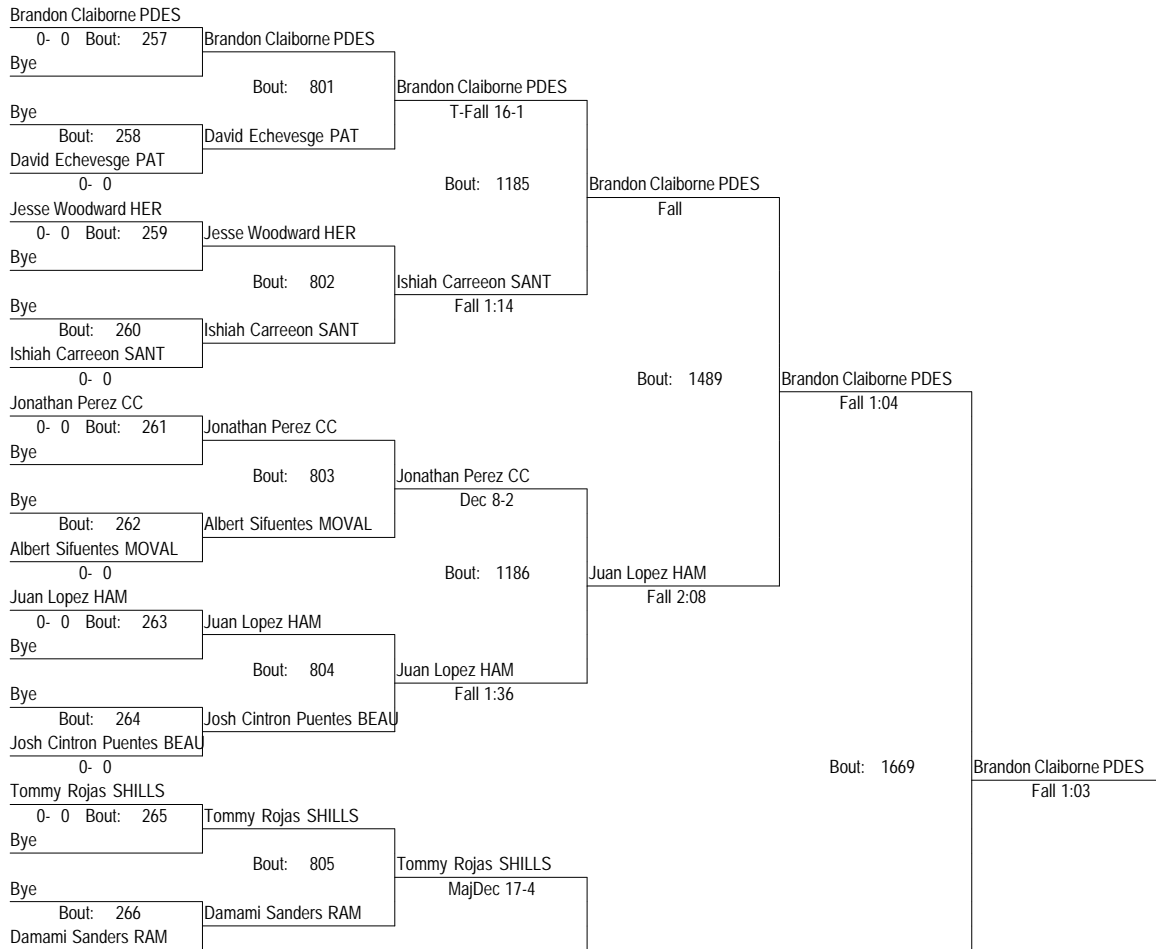 Brandon Claiborne PDES
0- 0 Bout: 257 Brandon Claiborne PDES
Bye
Bout: 801 Brandon Claiborne PDES
Bye T-Fall 16-1
Bout: 258 David Echevesge PAT
David Echevesge PAT
0- 0 Bout: 1185 Brandon Claiborne PDES
Jesse Woodward HER Fall
0- 0 Bout: 259 Jesse Woodward HER
Bye
Bout: 802 Ishiah Carreeon SANT
Bye Fall 1:14
Bout: 260 Ishiah Carreeon SANT
Ishiah Carreeon SANT
0- 0 Bout: 1489 Brandon Claiborne PDES
Jonathan Perez CC Fall 1:04
0- 0 Bout: 261 Jonathan Perez CC
Bye
Bout: 803 Jonathan Perez CC
Bye Dec 8-2
Bout: 262 Albert Sifuentes MOVAL
Albert Sifuentes MOVAL
0- 0 Bout: 1186 Juan Lopez HAM
Juan Lopez HAM Fall 2:08
0- 0 Bout: 263 Juan Lopez HAM
Bye
Bout: 804 Juan Lopez HAM
Bye Fall 1:36
Bout: 264 Josh Cintron Puentes BEAU
Josh Cintron Puentes BEAU
0- 0 Bout: 1669 Brandon Claiborne PDES
Tommy Rojas SHILLS Fall 1:03
0- 0 Bout: 265 Tommy Rojas SHILLS
Bye
Bout: 805 Tommy Rojas SHILLS
Bye MajDec 17-4
Bout: 266 Damami Sanders RAM
Damami Sanders RAM